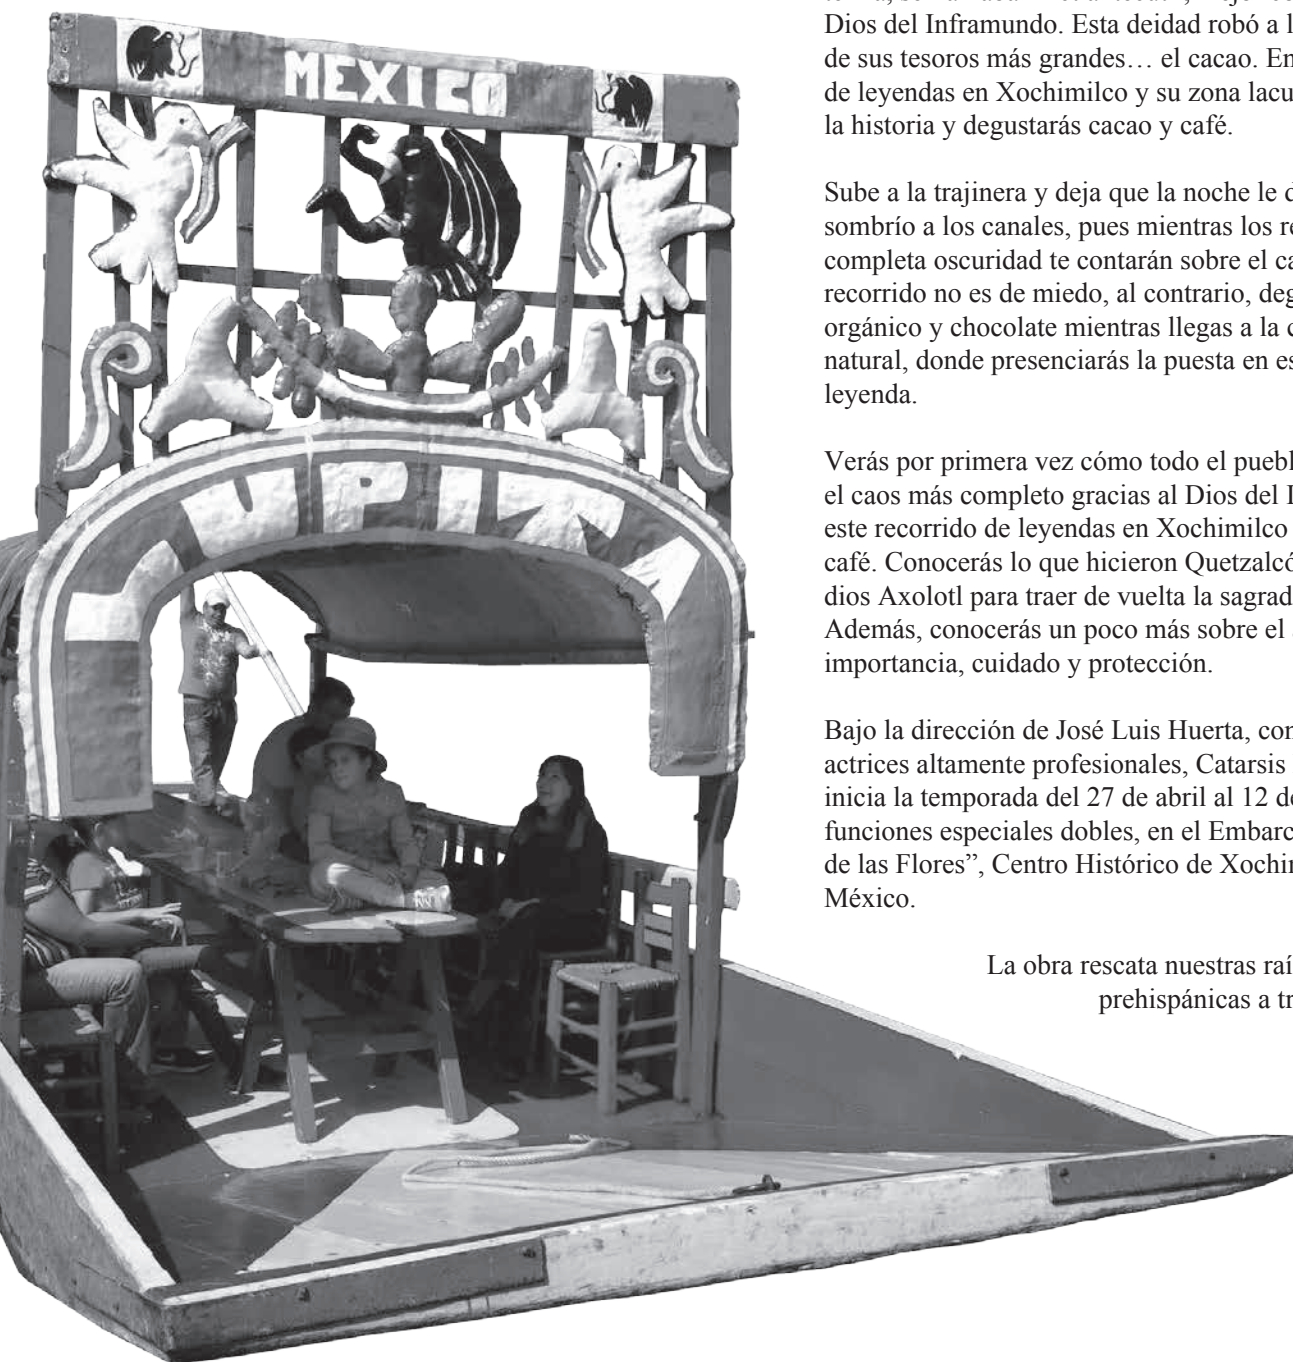 MEXICO
LUPITA
Dios del Inframundo. Esta deidad robó a l
de sus tesoros más grandes… el cacao. En
de leyendas en Xochimilco y su zona lacu
la historia y degustarás cacao y café.
Sube a la trajinera y deja que la noche le d
sombrío a los canales, pues mientras los re
completa oscuridad te contarán sobre el ca
recorrido no es de miedo, al contrario, deg
orgánico y chocolate mientras llegas a la c
natural, donde presenciarás la puesta en es
leyenda.
Verás por primera vez cómo todo el puebl
el caos más completo gracias al Dios del I
este recorrido de leyendas en Xochimilco
café. Conocerás lo que hicieron Quetzalcó
dios Axolotl para traer de vuelta la sagrad
Además, conocerás un poco más sobre el
importancia, cuidado y protección.
Bajo la dirección de José Luis Huerta, con
actrices altamente profesionales, Catarsis
inicia la temporada del 27 de abril al 12 de
funciones especiales dobles, en el Embarc
de las Flores”, Centro Histórico de Xochim
México.
La obra rescata nuestras raí
prehispánicas a tr